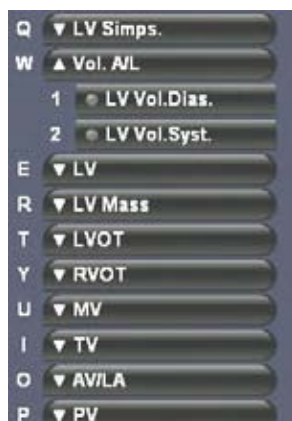 Q ▼ LV Simps.
W ▲ Vol. A/L
1 LV Vol.Dias.
2 LV Vol.Syst.
E ▼ LV
R ▼ LV Mass
T ▼ LVOT
Y ▼ RVOT
U ▼ MV
I ▼ TV
O ▼ AV/LA
P ▼ PV